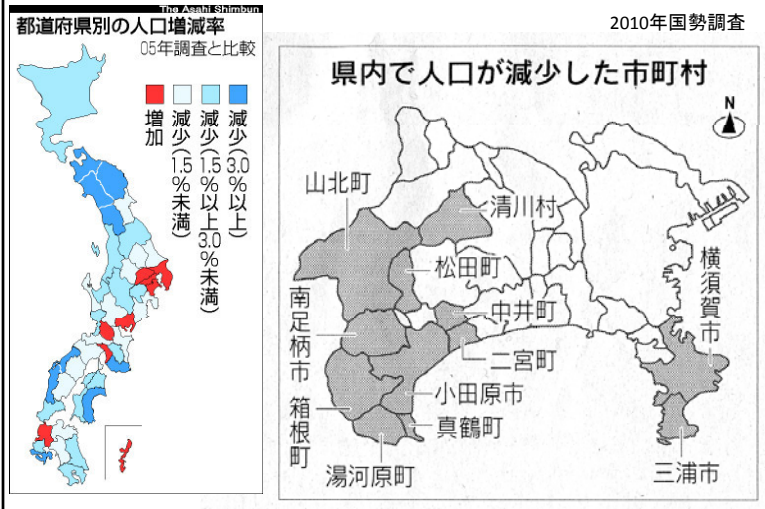 The Asahi Shimbun
都道府県別の人口増減率
05年調査と比較
増加
減少(1.5%未満)
減少(1.5%以上3.0%未満)
減少(3.0%以上)
2010年国勢調査
県内で人口が減少した市町村
N
山北町
清川村
松田町
中井町
二宮町
小田原市
真鶴町
湯河原町
箱根町
南足柄市
横須賀市
三浦市